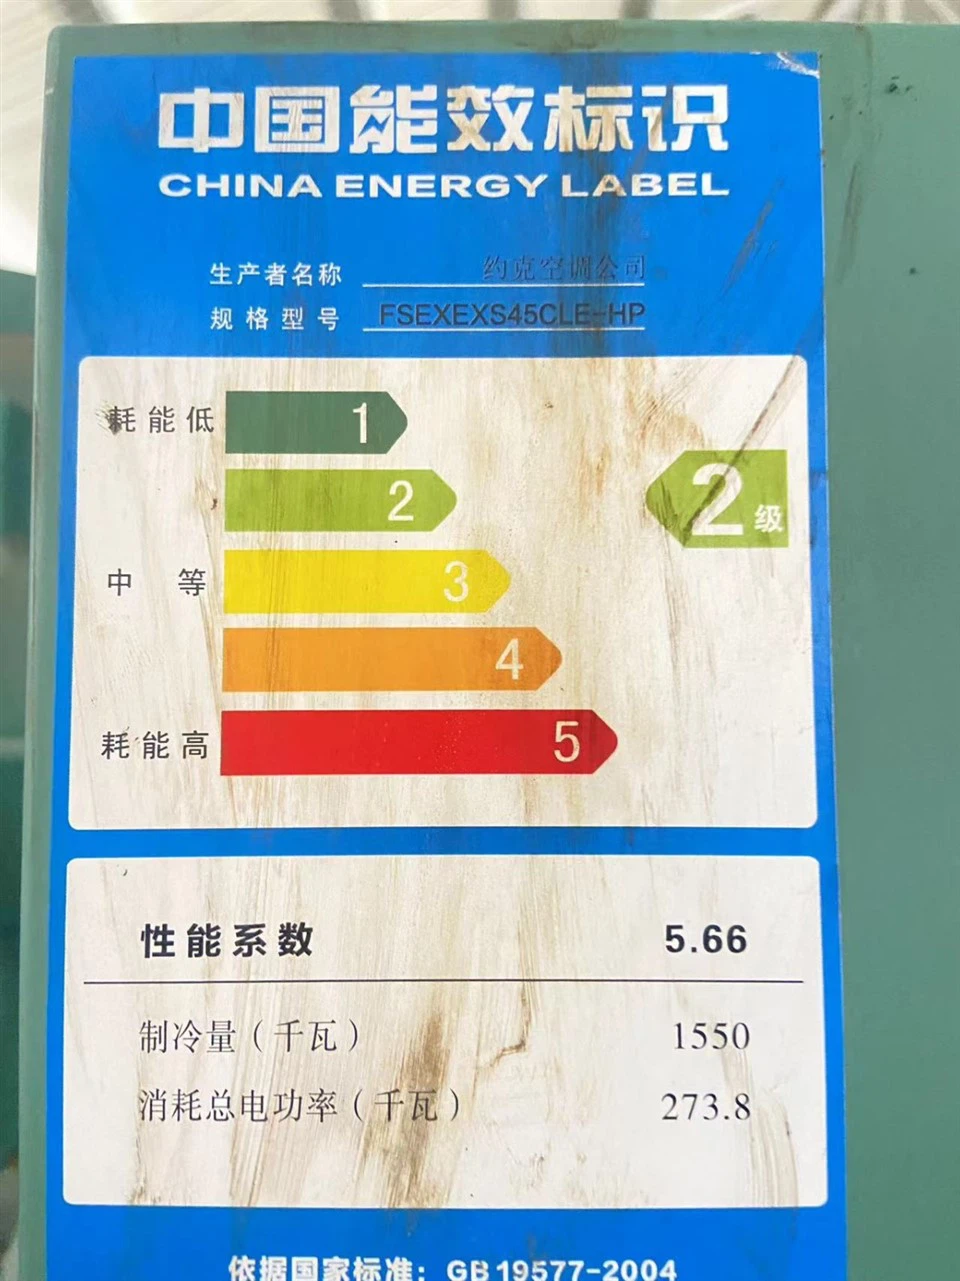 中国能效标识
CHINA ENERGY LABEL
生产者名称 约克空调公司
规格型号 FSEXEXS45CLE-HP
耗能低 1
2 2级
中等 3
4
耗能高 5
性能系数 5.66
制冷量（千瓦） 1550
消耗总电功率（千瓦） 273.8
依据国家标准：GB 19577-2004